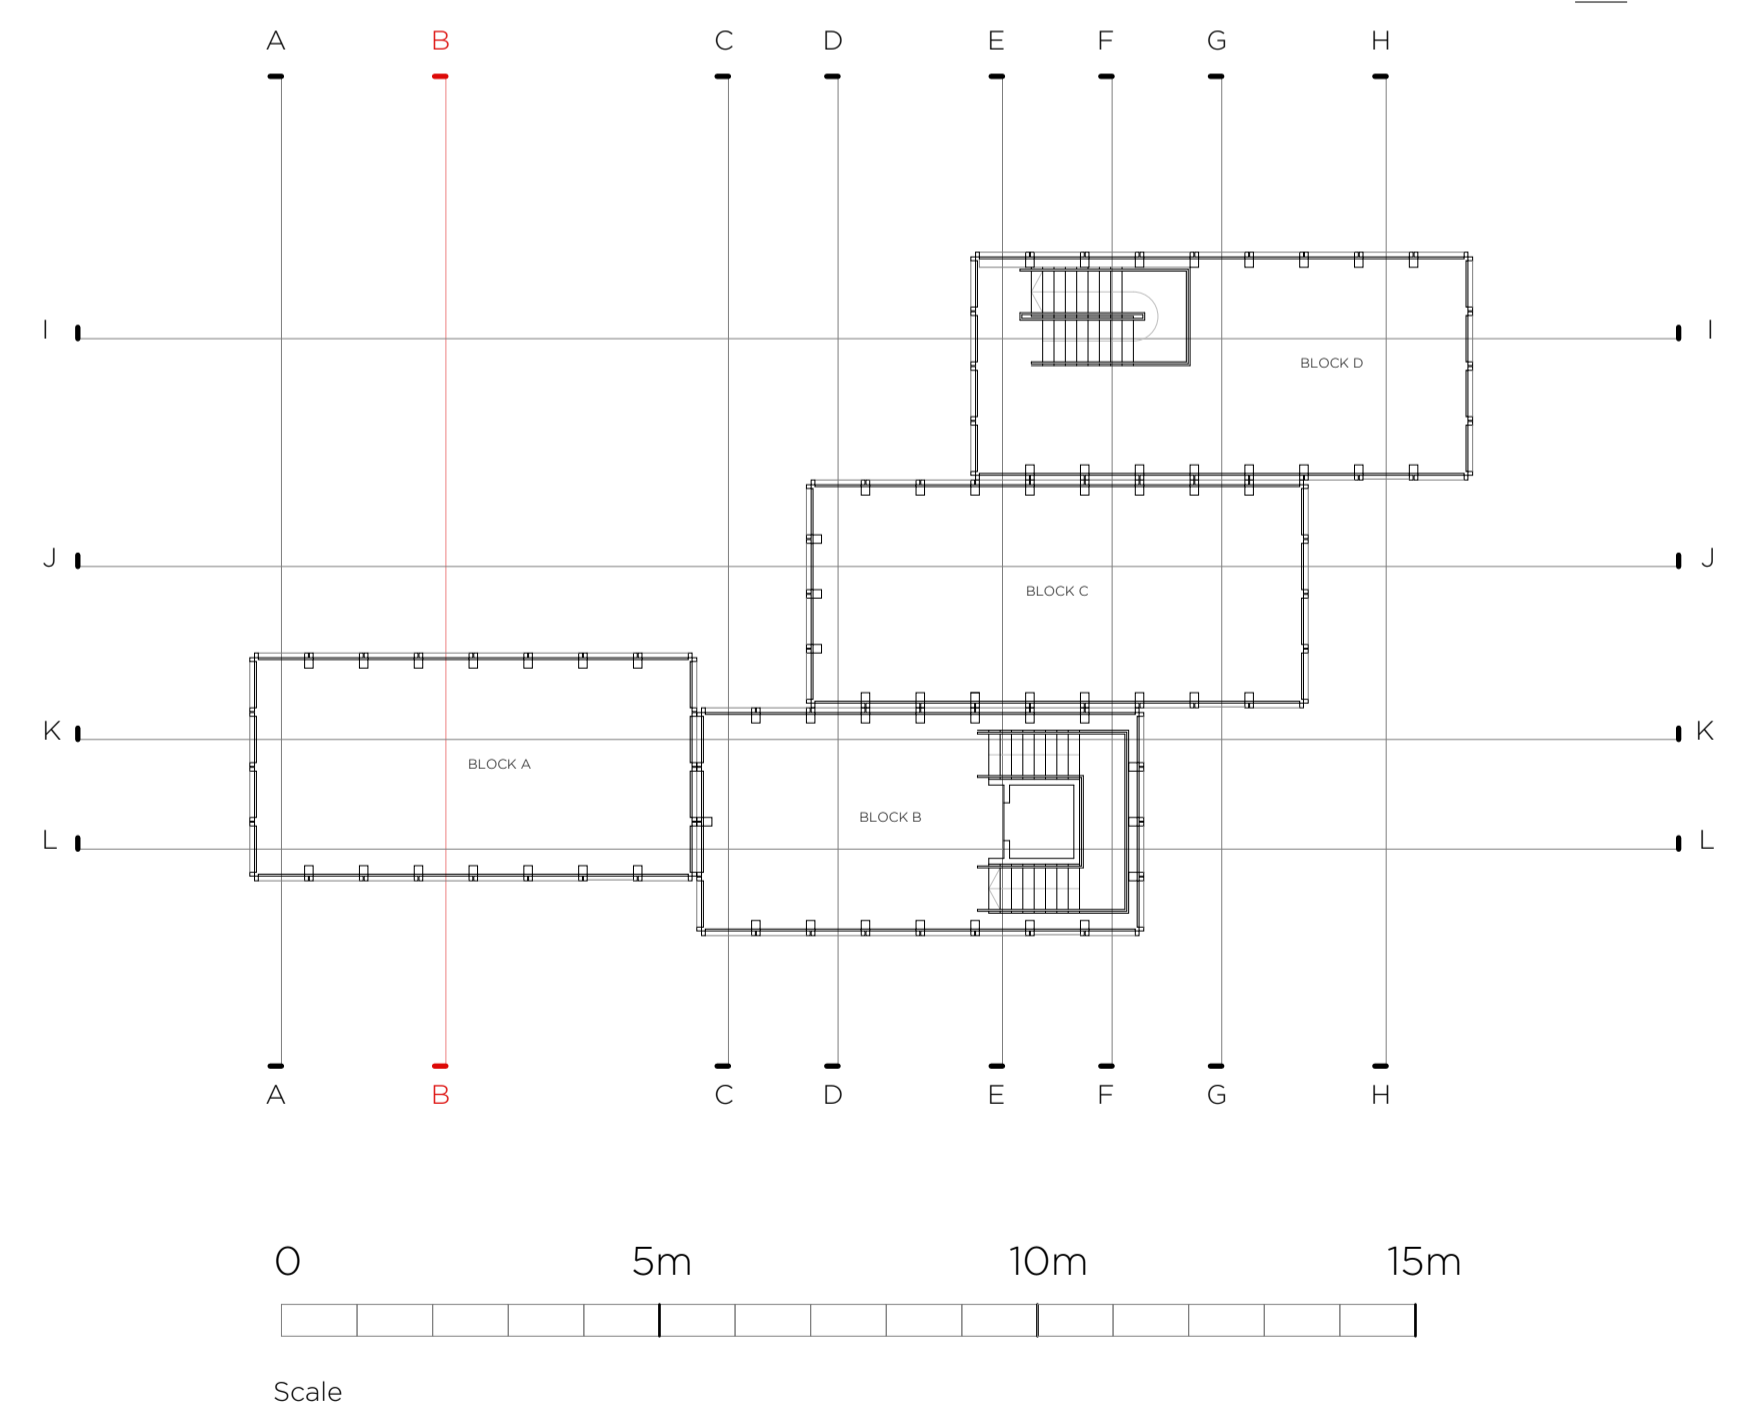 A B C D E F G H
I I
BLOCK D
J J
BLOCK C
K K
BLOCK A
BLOCK B
L L
A B C D E F G H
0 5m 10m 15m
Scale